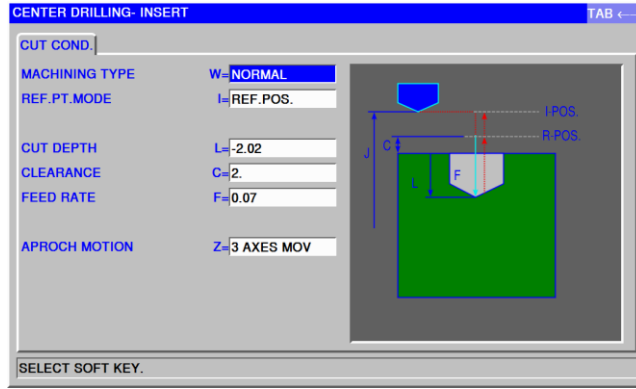 CENTER DRILLING- INSERT
TAB ←
CUT COND.
MACHINING TYPE W= NORMAL
REF.PT.MODE I= REF.POS.
CUT DEPTH L= -2.02
CLEARANCE C= 2.
FEED RATE F= 0.07
APROCH MOTION Z= 3 AXES MOV
I-POS.
R-POS.
J
C
L
F
SELECT SOFT KEY.